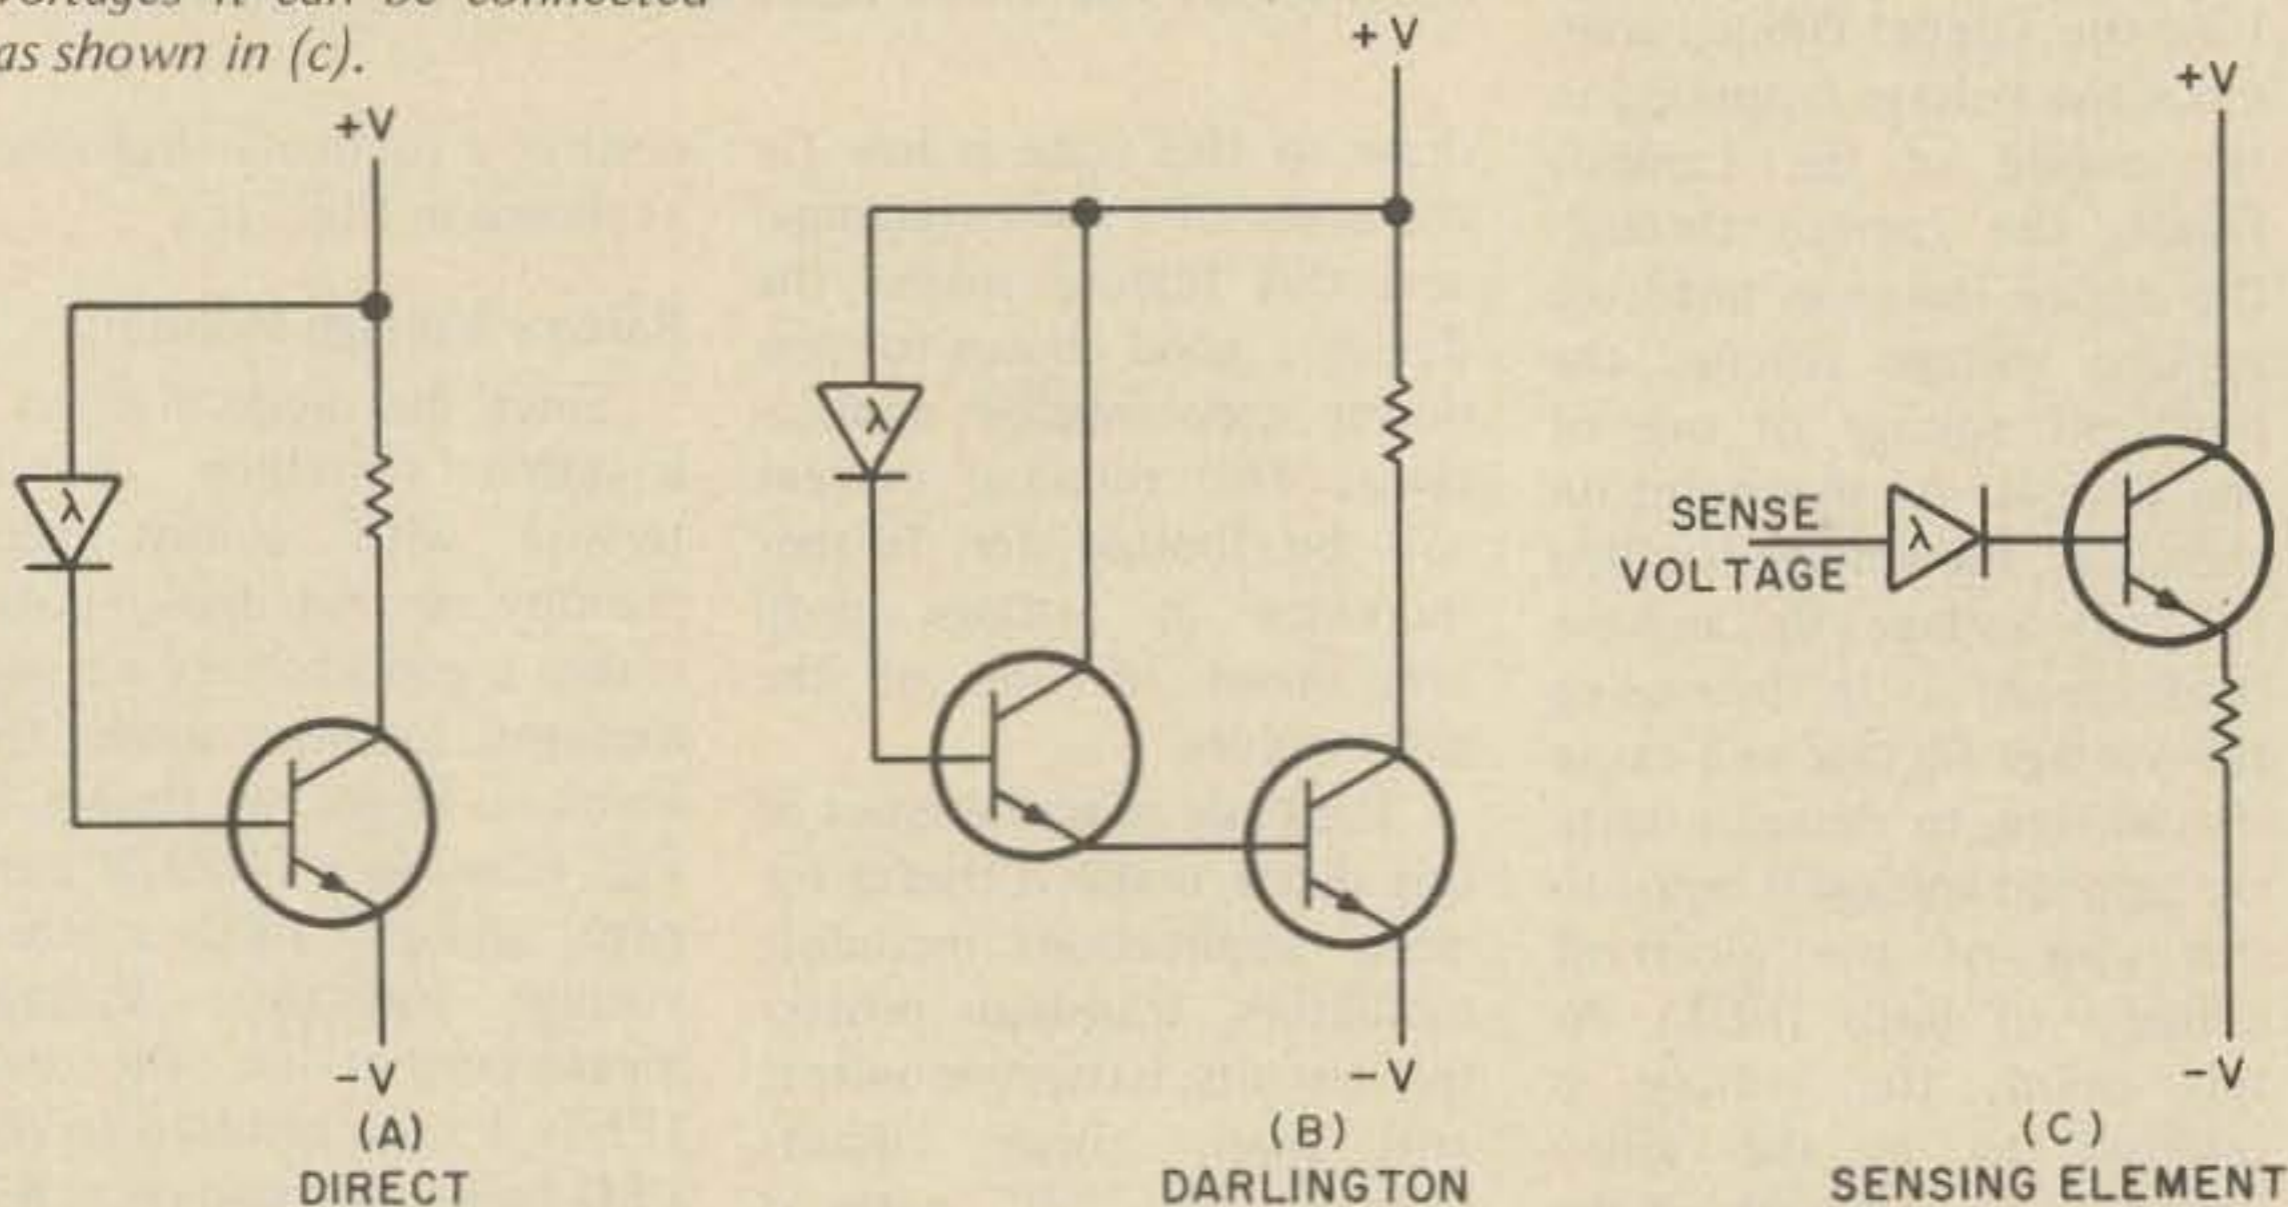 voltages it can be connected
as shown in (c).
+V
λ
-V
(A)
DIRECT
+V
λ
-V
(B)
DARLINGTON
+V
SENSE
VOLTAGE
λ
-V
(C)
SENSING ELEMENT